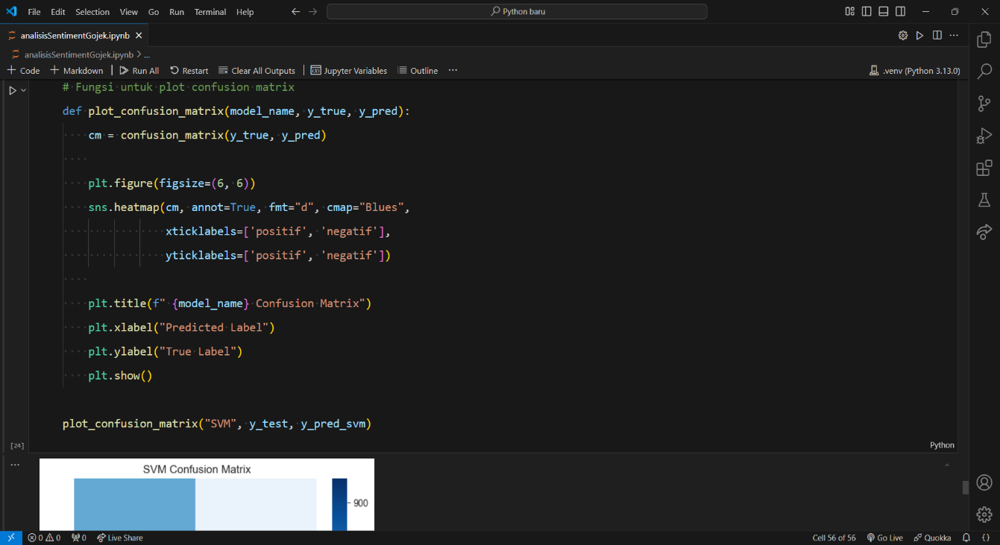 File Edit Selection View Go Run Terminal Help
Python baru
analisisSentimentGojek.ipynb
analisisSentimentGojek.ipynb > ...
+ Code + Markdown | Run All Restart Clear All Outputs | Jupyter Variables Outline ...
.venv (Python 3.13.0)
# Fungsi untuk plot confusion matrix
def plot_confusion_matrix(model_name, y_true, y_pred):
    cm = confusion_matrix(y_true, y_pred)
    plt.figure(figsize=(6, 6))
    sns.heatmap(cm, annot=True, fmt="d", cmap="Blues",
                xticklabels=['positif', 'negatif'],
                yticklabels=['positif', 'negatif'])
    plt.title(f" {model_name} Confusion Matrix")
    plt.xlabel("Predicted Label")
    plt.ylabel("True Label")
    plt.show()
plot_confusion_matrix("SVM", y_test, y_pred_svm)
[24]
Python
...
SVM Confusion Matrix
900
0 0 0 Live Share
Cell 56 of 56 Go Live Quokka {}